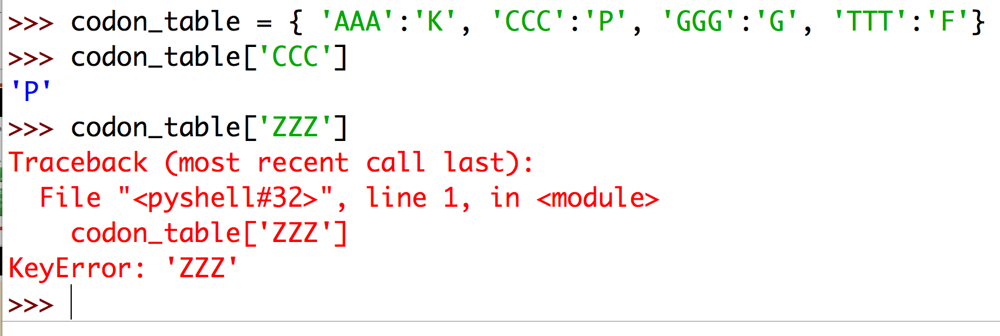 >>> codon_table = { 'AAA':'K', 'CCC':'P', 'GGG':'G', 'TTT':'F'}
>>> codon_table['CCC']
'P'
>>> codon_table['ZZZ']
Traceback (most recent call last):
  File "<pyshell#32>", line 1, in <module>
    codon_table['ZZZ']
KeyError: 'ZZZ'
>>>